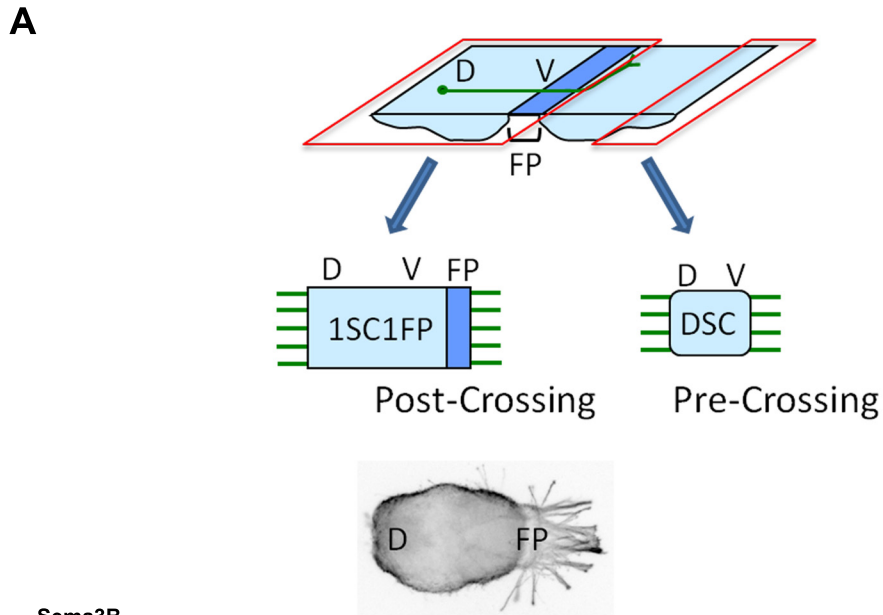 A
D V
FP
D V FP
D V
1SC1FP
DSC
Post-Crossing
Pre-Crossing
D FP